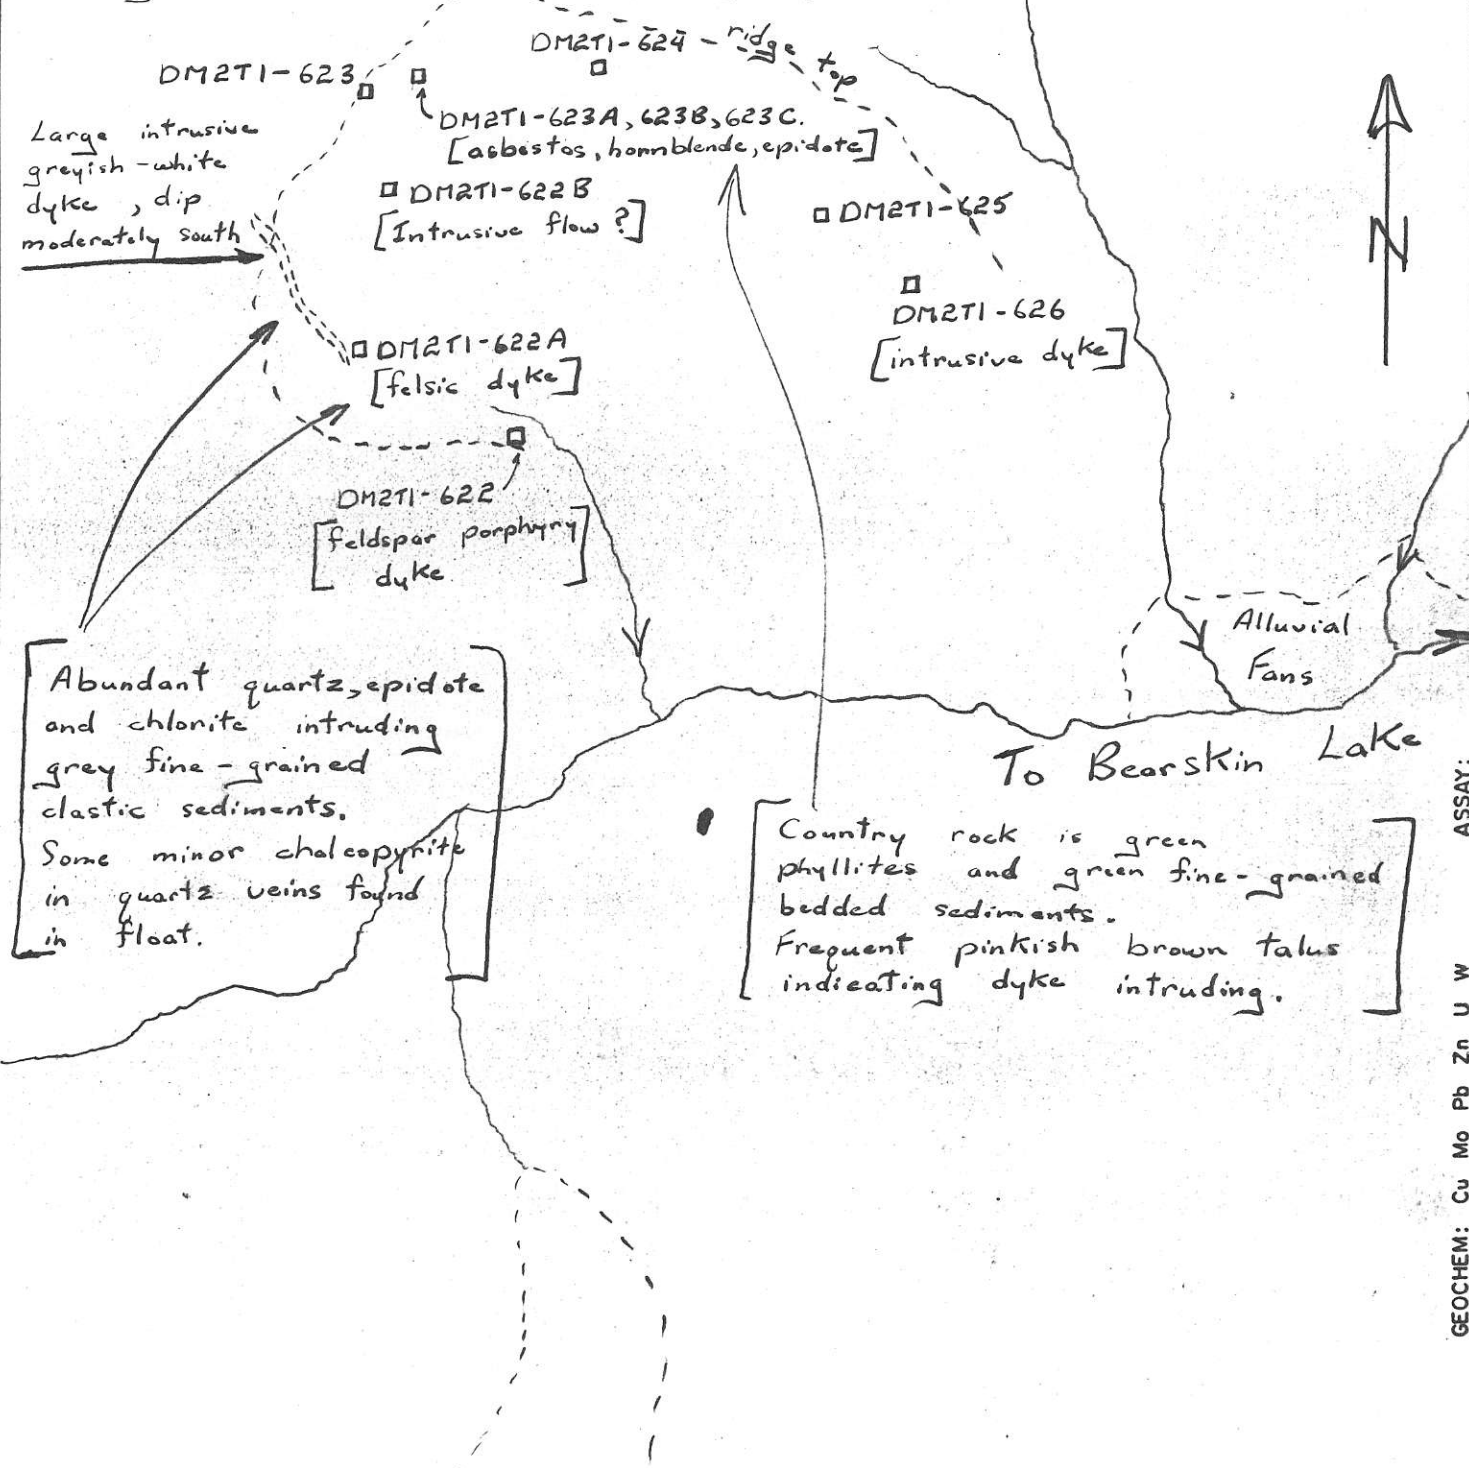 DM2T1-624 - ridge top
DM2T1-623
DM2T1-623A, 623B, 623C.
[asbestos, hornblende, epidote]
Large intrusive
greyish-white
dyke, dip
moderately south
DM2T1-622B
[Intrusive flow?]
DM2T1-625
N
DM2T1-626
[intrusive dyke]
DM2T1-622A
[felsic dyke]
DM2T1-622
[feldspar porphyry
dyke]
Alluvial
Fans
To Bearskin Lake
[Abundant quartz, epidote
and chlorite intruding
grey fine-grained
clastic sediments.
Some minor chalcopyrite
in quartz veins found
in float.]
[Country rock is green
phyllites and green fine-grained
bedded sediments.
Frequent pinkish brown talus
indicating dyke intruding.]
GEOCHEM: Cu Mo Pb Zn U W ASSAY: